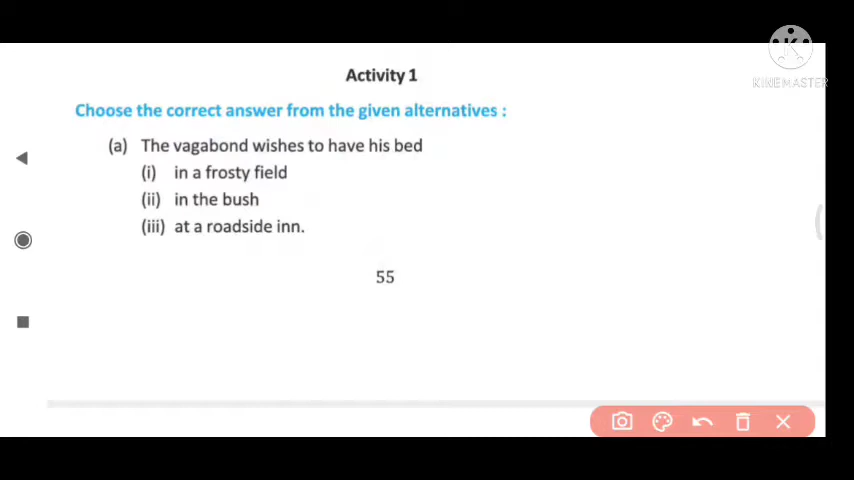 KINEMASTER
Activity 1
Choose the correct answer from the given alternatives :
(a) The vagabond wishes to have his bed
(i) in a frosty field
(ii) in the bush
(iii) at a roadside inn.
55